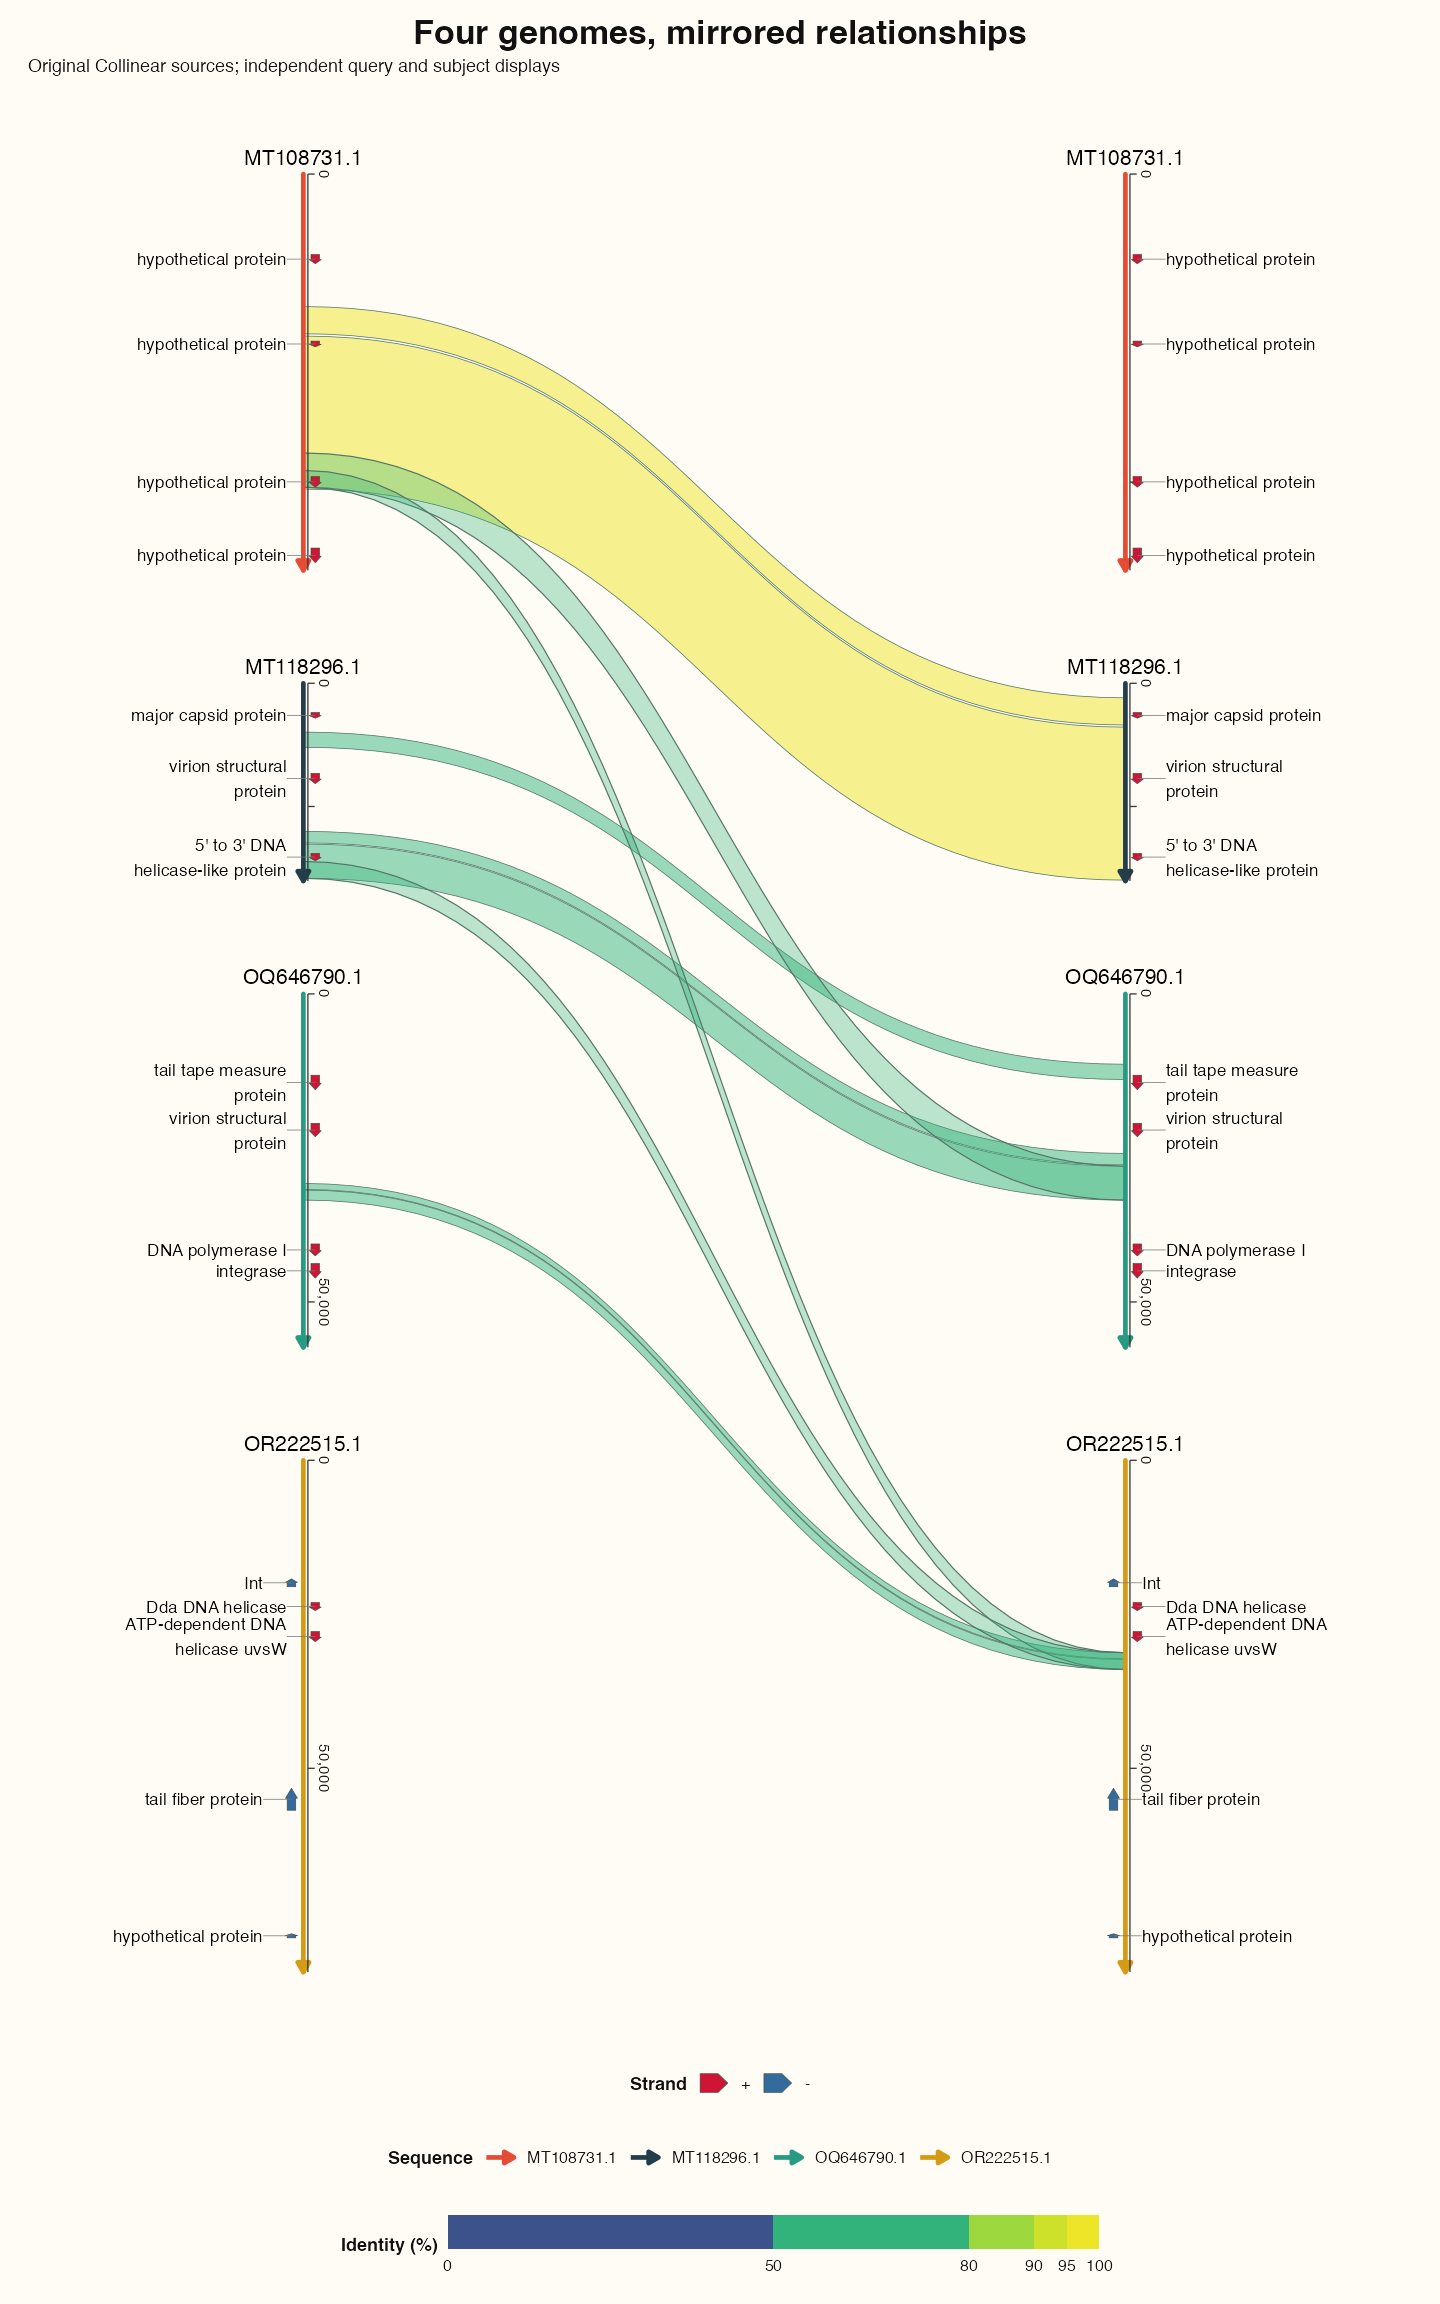 Four genomes, mirrored relationships
Original Collinear sources; independent query and subject displays
MT108731.1
MT108731.1
0
0
hypothetical protein
hypothetical protein
hypothetical protein
hypothetical protein
hypothetical protein
hypothetical protein
hypothetical protein
hypothetical protein
MT118296.1
MT118296.1
0
0
major capsid protein
major capsid protein
virion structural
protein
virion structural
protein
5' to 3' DNA
helicase-like protein
5' to 3' DNA
helicase-like protein
OQ646790.1
OQ646790.1
0
0
tail tape measure
protein
tail tape measure
protein
virion structural
protein
virion structural
protein
DNA polymerase I
DNA polymerase I
integrase
integrase
50,000
50,000
OR222515.1
OR222515.1
0
0
Int
Int
Dda DNA helicase
Dda DNA helicase
ATP-dependent DNA
helicase uvsW
ATP-dependent DNA
helicase uvsW
50,000
50,000
tail fiber protein
tail fiber protein
hypothetical protein
hypothetical protein
Strand + -
Sequence MT108731.1 MT118296.1 OQ646790.1 OR222515.1
Identity (%)
0 50 80 90 95 100